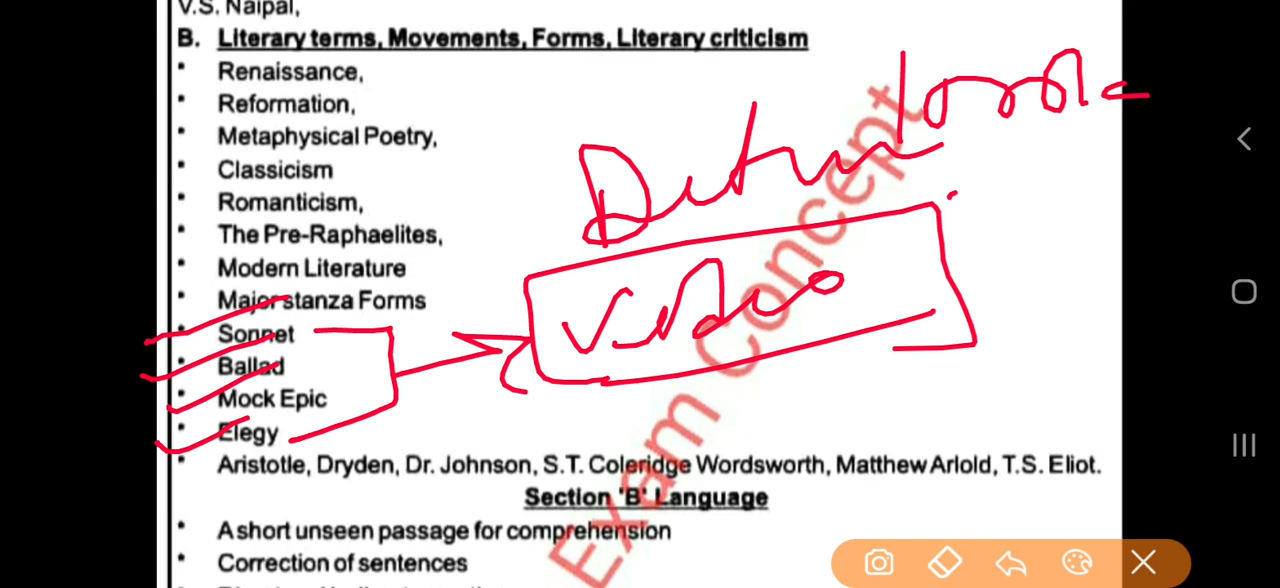 V.S. Naipal,
B. Literary terms, Movements, Forms, Literary criticism
• Renaissance,
• Reformation,
• Metaphysical Poetry,
• Classicism
• Romanticism,
• The Pre-Raphaelites,
• Modern Literature
• Major stanza Forms
• Sonnet
• Ballad
• Mock Epic
• Elegy
• Aristotle, Dryden, Dr. Johnson, S.T. Coleridge Wordsworth, Matthew Arlold, T.S. Eliot.
Section 'B' Language
• A short unseen passage for comprehension
• Correction of sentences
Exam Concept